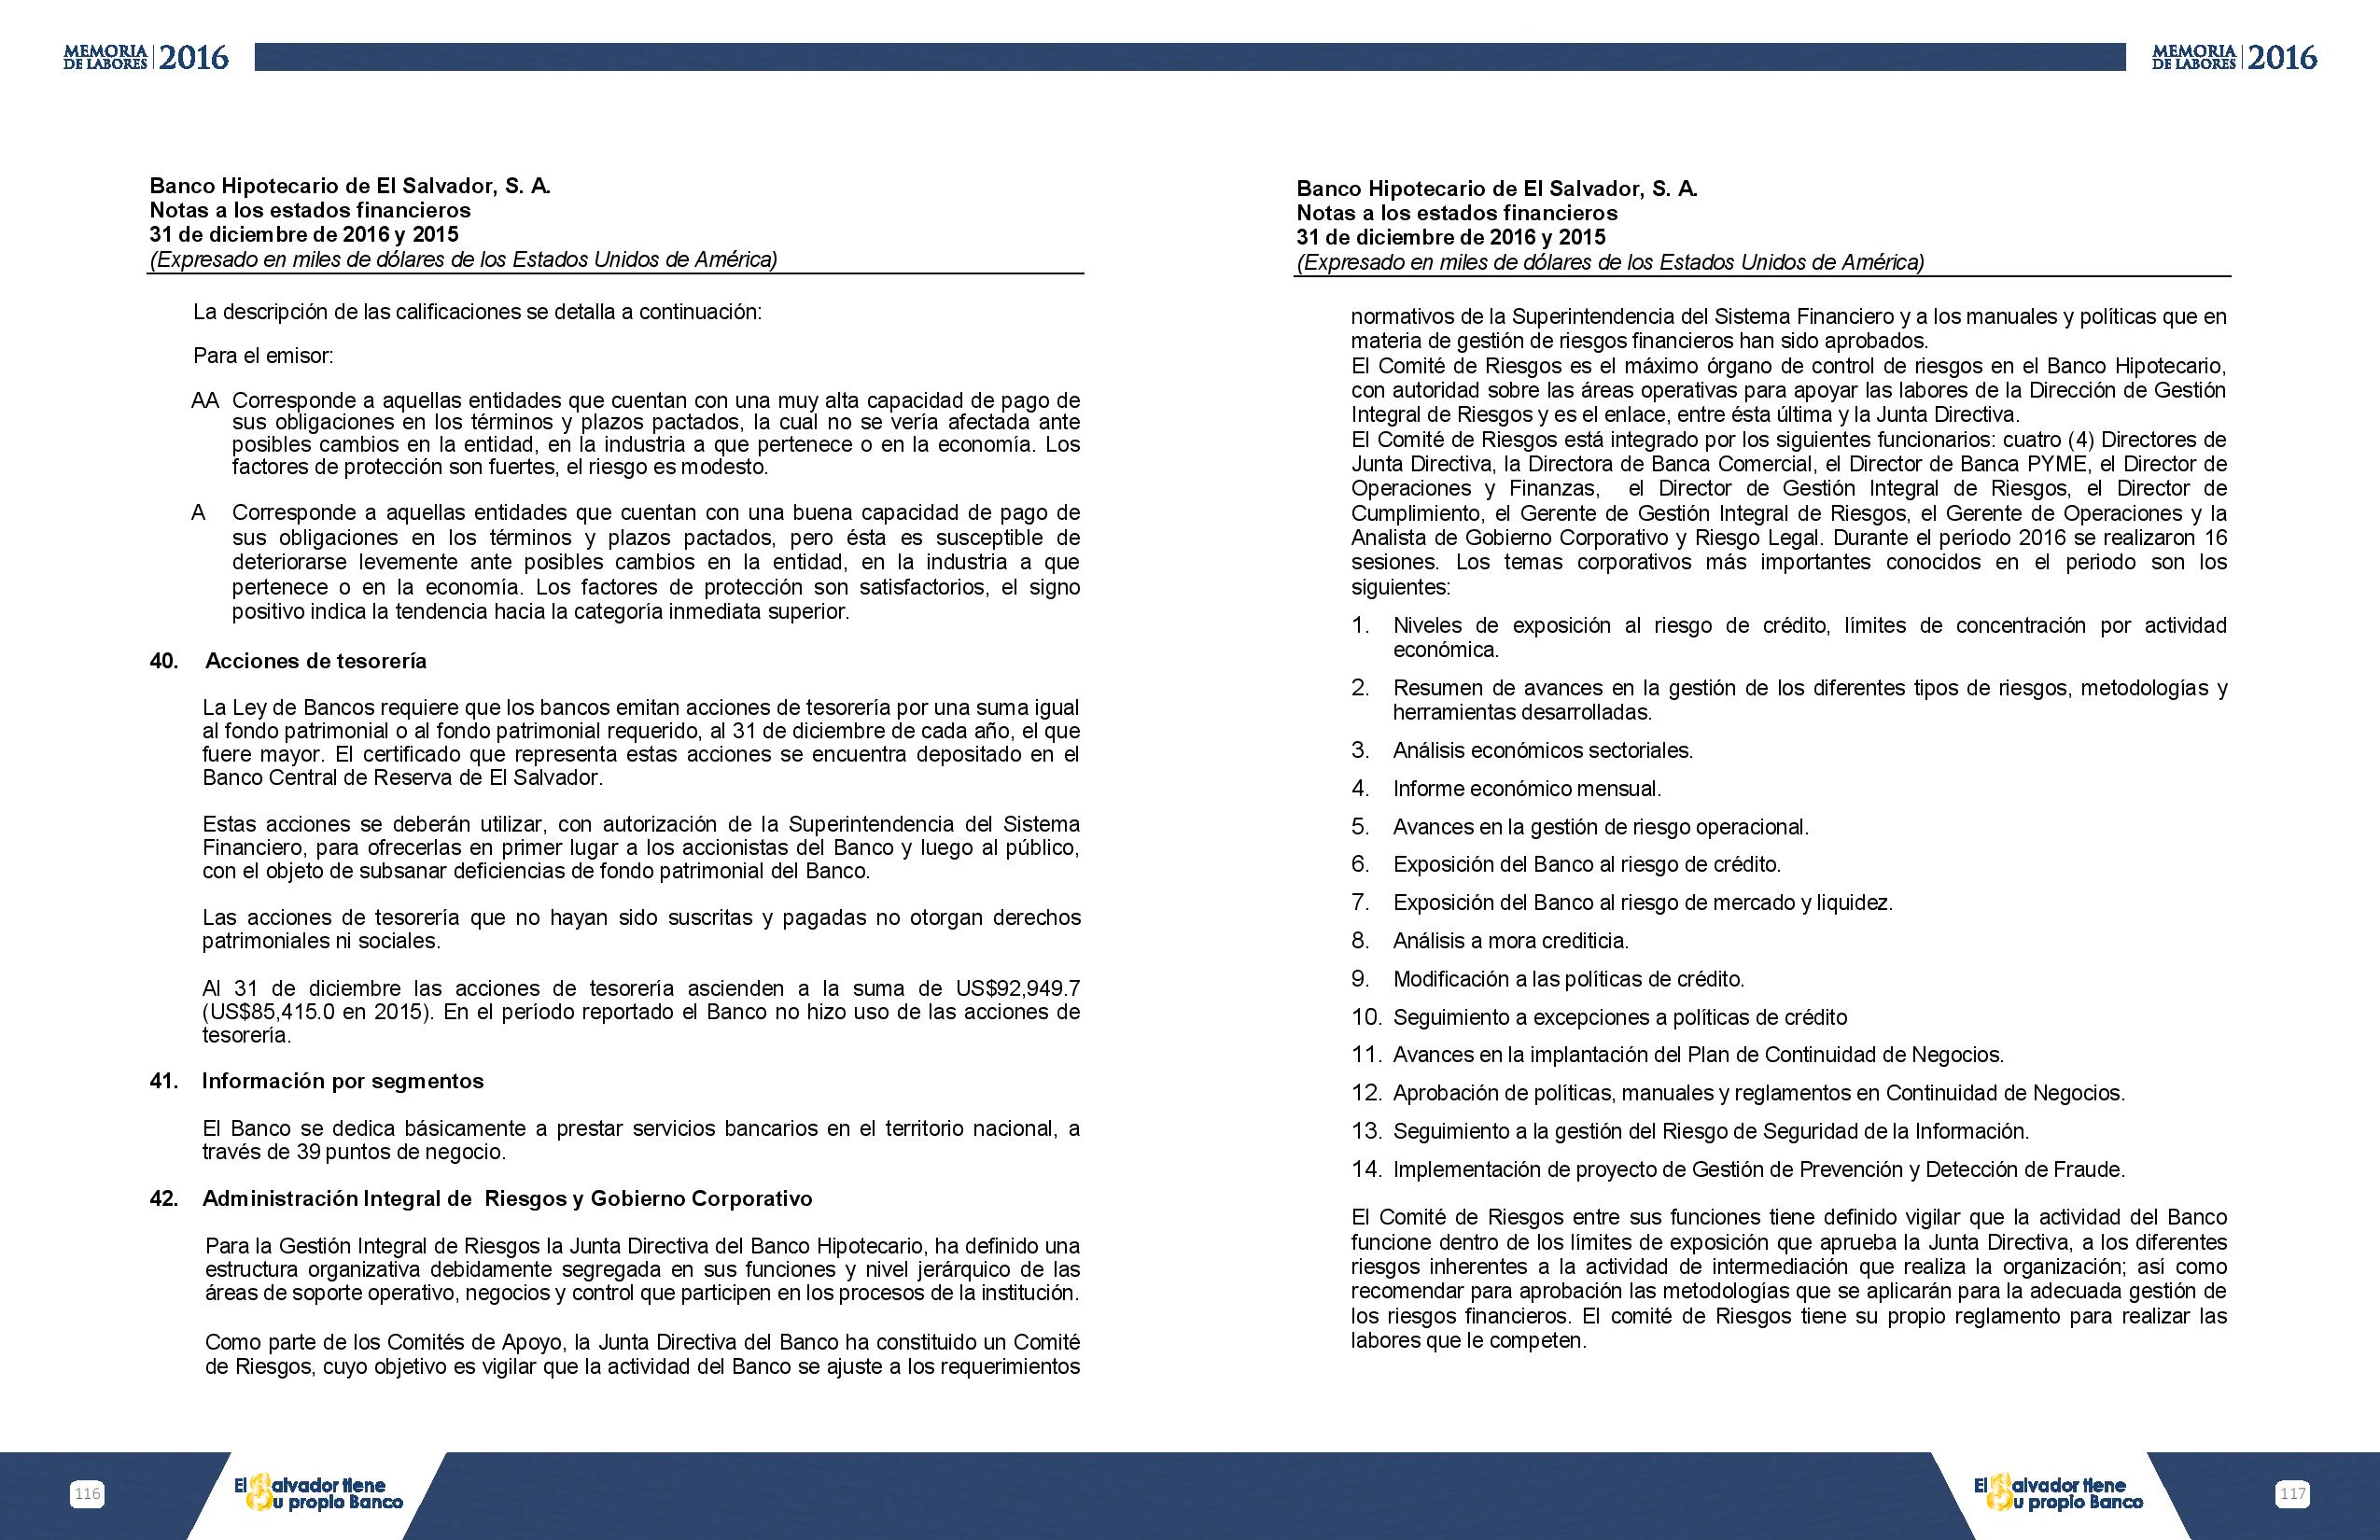 MEMORIA
DE LABORES 2016
Banco Hipotecario de El Salvador, S. A.
Notas a los estados financieros
31 de diciembre de 2016 y 2015
(Expresado en miles de dólares de los Estados Unidos de América)
La descripción de las calificaciones se detalla a continuación:
Para el emisor:
AA Corresponde a aquellas entidades que cuentan con una muy alta capacidad de pago de
sus obligaciones en los términos y plazos pactados, la cual no se vería afectada ante
posibles cambios en la entidad, en la industria a que pertenece o en la economía. Los
factores de protección son fuertes, el riesgo es modesto.
A Corresponde a aquellas entidades que cuentan con una buena capacidad de pago de
sus obligaciones en los términos y plazos pactados, pero ésta es susceptible de
deteriorarse levemente ante posibles cambios en la entidad, en la industria a que
pertenece o en la economía. Los factores de protección son satisfactorios, el signo
positivo indica la tendencia hacia la categoría inmediata superior.
40. Acciones de tesorería
La Ley de Bancos requiere que los bancos emitan acciones de tesorería por una suma igual
al fondo patrimonial o al fondo patrimonial requerido, al 31 de diciembre de cada año, el que
fuere mayor. El certificado que representa estas acciones se encuentra depositado en el
Banco Central de Reserva de El Salvador.
Estas acciones se deberán utilizar, con autorización de la Superintendencia del Sistema
Financiero, para ofrecerlas en primer lugar a los accionistas del Banco y luego al público,
con el objeto de subsanar deficiencias de fondo patrimonial del Banco.
Las acciones de tesorería que no hayan sido suscritas y pagadas no otorgan derechos
patrimoniales ni sociales.
Al 31 de diciembre las acciones de tesorería ascienden a la suma de US$92,949.7
(US$85,415.0 en 2015). En el período reportado el Banco no hizo uso de las acciones de
tesorería.
41. Información por segmentos
El Banco se dedica básicamente a prestar servicios bancarios en el territorio nacional, a
través de 39 puntos de negocio.
42. Administración Integral de Riesgos y Gobierno Corporativo
Para la Gestión Integral de Riesgos la Junta Directiva del Banco Hipotecario, ha definido una
estructura organizativa debidamente segregada en sus funciones y nivel jerárquico de las
áreas de soporte operativo, negocios y control que participen en los procesos de la institución.
Como parte de los Comités de Apoyo, la Junta Directiva del Banco ha constituido un Comité
de Riesgos, cuyo objetivo es vigilar que la actividad del Banco se ajuste a los requerimientos
116
El Salvador tiene
Su propio Banco
MEMORIA
DE LABORES 2016
Banco Hipotecario de El Salvador, S. A.
Notas a los estados financieros
31 de diciembre de 2016 y 2015
(Expresado en miles de dólares de los Estados Unidos de América)
normativos de la Superintendencia del Sistema Financiero y a los manuales y políticas que en
materia de gestión de riesgos financieros han sido aprobados.
El Comité de Riesgos es el máximo órgano de control de riesgos en el Banco Hipotecario,
con autoridad sobre las áreas operativas para apoyar las labores de la Dirección de Gestión
Integral de Riesgos y es el enlace, entre ésta última y la Junta Directiva.
El Comité de Riesgos está integrado por los siguientes funcionarios: cuatro (4) Directores de
Junta Directiva, la Directora de Banca Comercial, el Director de Banca PYME, el Director de
Operaciones y Finanzas, el Director de Gestión Integral de Riesgos, el Director de
Cumplimiento, el Gerente de Gestión Integral de Riesgos, el Gerente de Operaciones y la
Analista de Gobierno Corporativo y Riesgo Legal. Durante el período 2016 se realizaron 16
sesiones. Los temas corporativos más importantes conocidos en el periodo son los
siguientes:
1. Niveles de exposición al riesgo de crédito, límites de concentración por actividad
económica.
2. Resumen de avances en la gestión de los diferentes tipos de riesgos, metodologías y
herramientas desarrolladas.
3. Análisis económicos sectoriales.
4. Informe económico mensual.
5. Avances en la gestión de riesgo operacional.
6. Exposición del Banco al riesgo de crédito.
7. Exposición del Banco al riesgo de mercado y liquidez.
8. Análisis a mora crediticia.
9. Modificación a las políticas de crédito.
10. Seguimiento a excepciones a políticas de crédito
11. Avances en la implantación del Plan de Continuidad de Negocios.
12. Aprobación de políticas, manuales y reglamentos en Continuidad de Negocios.
13. Seguimiento a la gestión del Riesgo de Seguridad de la Información.
14. Implementación de proyecto de Gestión de Prevención y Detección de Fraude.
El Comité de Riesgos entre sus funciones tiene definido vigilar que la actividad del Banco
funcione dentro de los límites de exposición que aprueba la Junta Directiva, a los diferentes
riesgos inherentes a la actividad de intermediación que realiza la organización; así como
recomendar para aprobación las metodologías que se aplicarán para la adecuada gestión de
los riesgos financieros. El comité de Riesgos tiene su propio reglamento para realizar las
labores que le competen.
El Salvador tiene
Su propio Banco
117